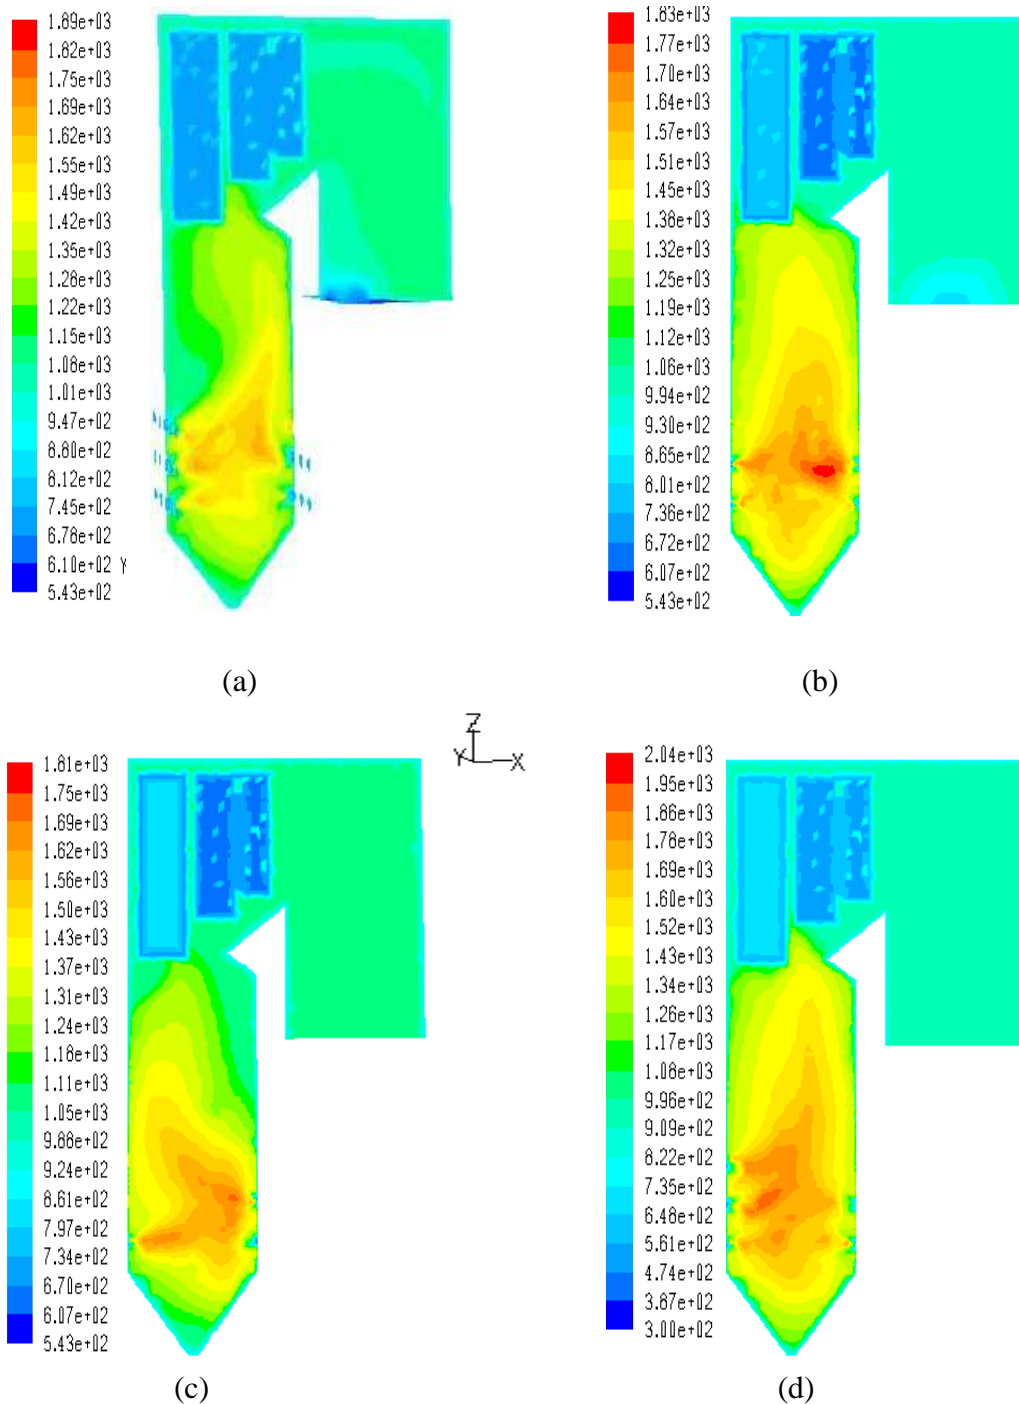 1.89e+03
1.82e+03
1.75e+03
1.69e+03
1.62e+03
1.55e+03
1.49e+03
1.42e+03
1.35e+03
1.28e+03
1.22e+03
1.15e+03
1.08e+03
1.01e+03
9.47e+02
8.80e+02
8.12e+02
7.45e+02
6.78e+02
6.10e+02 Y
5.43e+02
(a)
1.83e+03
1.77e+03
1.70e+03
1.64e+03
1.57e+03
1.51e+03
1.45e+03
1.38e+03
1.32e+03
1.25e+03
1.19e+03
1.12e+03
1.06e+03
9.94e+02
9.30e+02
8.65e+02
8.01e+02
7.36e+02
6.72e+02
6.07e+02
5.43e+02
(b)
Z
Y X
1.81e+03
1.75e+03
1.69e+03
1.62e+03
1.56e+03
1.50e+03
1.43e+03
1.37e+03
1.31e+03
1.24e+03
1.18e+03
1.11e+03
1.05e+03
9.88e+02
9.24e+02
8.61e+02
7.97e+02
7.34e+02
6.70e+02
6.07e+02
5.43e+02
(c)
2.04e+03
1.95e+03
1.86e+03
1.78e+03
1.69e+03
1.60e+03
1.52e+03
1.43e+03
1.34e+03
1.26e+03
1.17e+03
1.08e+03
9.96e+02
9.09e+02
8.22e+02
7.35e+02
6.48e+02
5.61e+02
4.74e+02
3.87e+02
3.00e+02
(d)